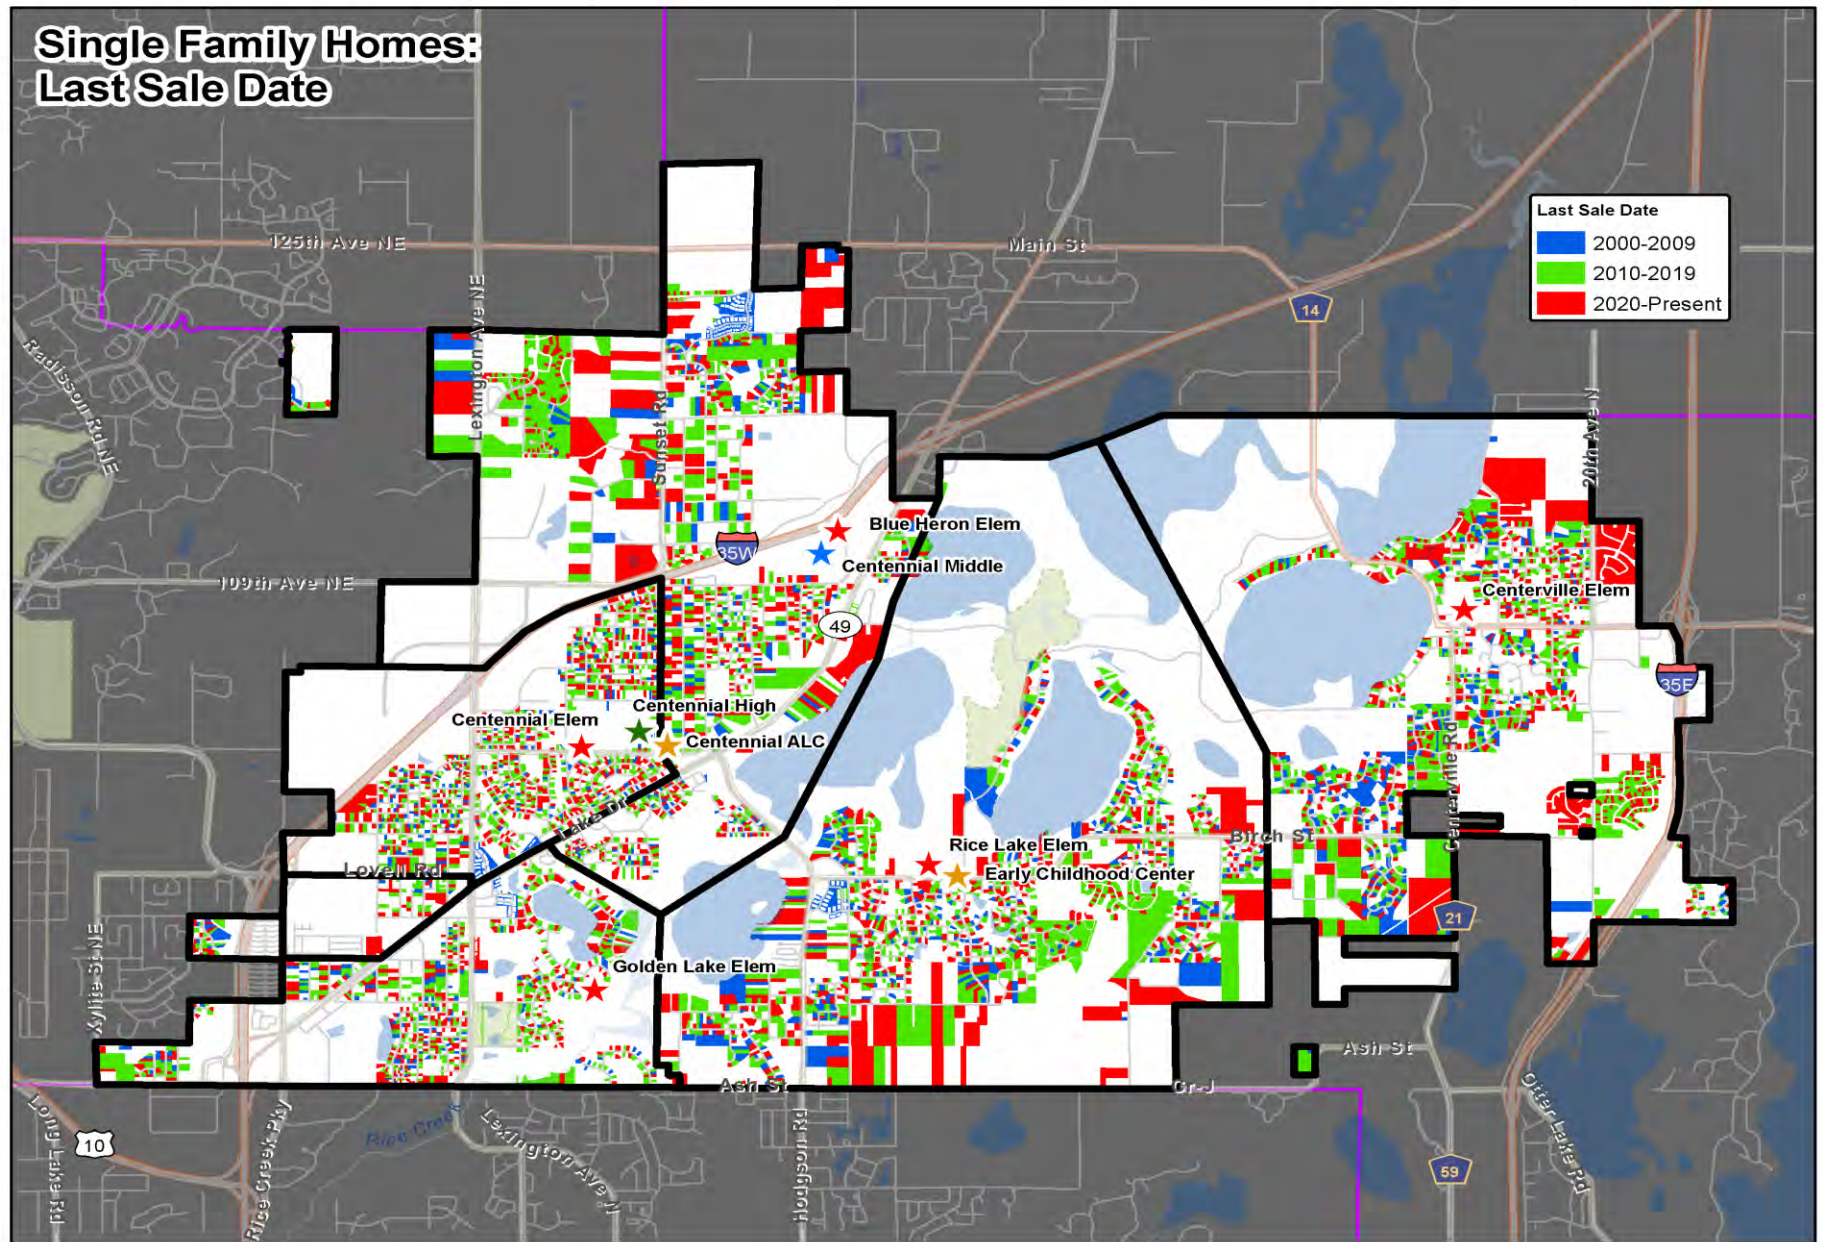 Single Family Homes:
Last Sale Date
Last Sale Date
2000-2009
2010-2019
2020-Present
125th Ave NE
Main St
14
Lexington Ave NE
Radisson Rd NE
Sunset Rd
20th Ave N
Blue Heron Elem
35W
Centennial Middle
109th Ave NE
Centerville Elem
49
35E
Centennial High
Centennial Elem
Centennial ALC
Centerville Rd
Lake Dr
Birch St
Rice Lake Elem
Lovell Rd
Early Childhood Center
21
Golden Lake Elem
Xylite St NE
Ash St
Ash St
Cr-J
Otter Lake Rd
Long Lake Rd
10
Rice Creek Pky
Rice Creek
Lexington Ave N
Hodgson Rd
59